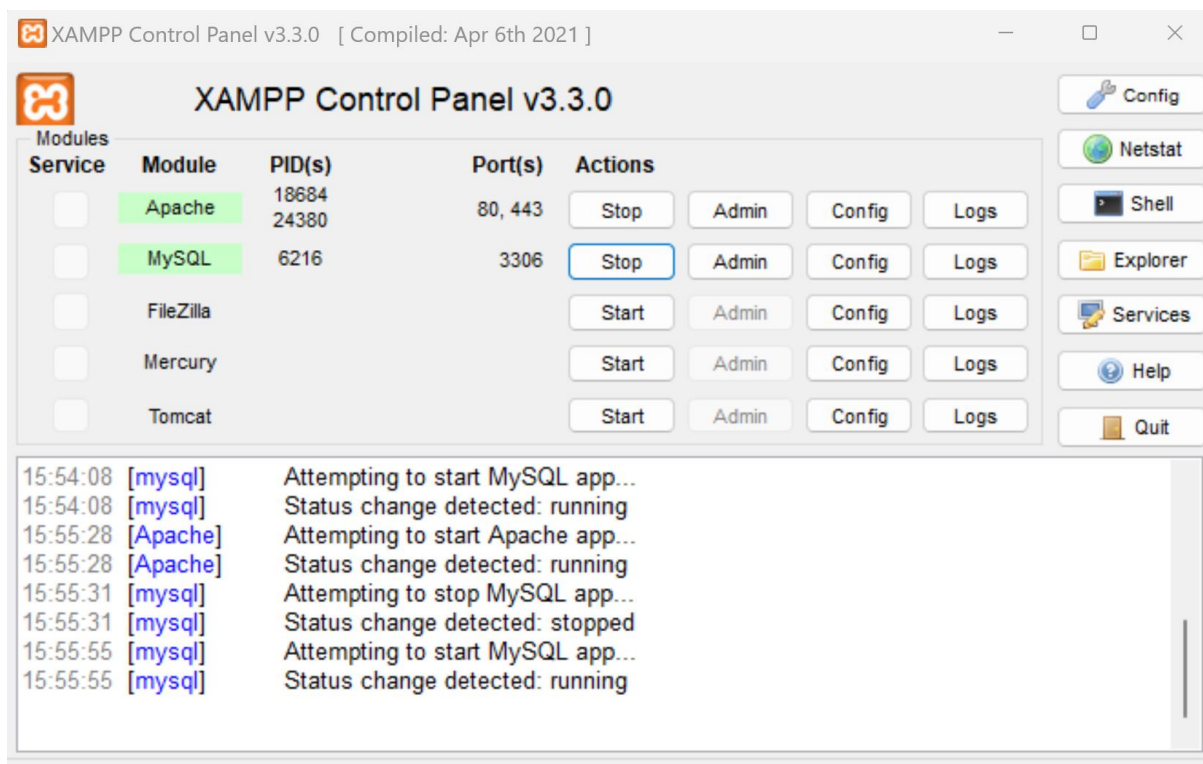 XAMPP Control Panel v3.3.0 [ Compiled: Apr 6th 2021 ]
XAMPP Control Panel v3.3.0
Config
Modules
Netstat
Service Module PID(s) Port(s) Actions
Apache 18684 24380 80, 443 Stop Admin Config Logs
Shell
MySQL 6216 3306 Stop Admin Config Logs
Explorer
FileZilla Start Admin Config Logs
Services
Mercury Start Admin Config Logs
Help
Tomcat Start Admin Config Logs
Quit
15:54:08 [mysql] Attempting to start MySQL app...
15:54:08 [mysql] Status change detected: running
15:55:28 [Apache] Attempting to start Apache app...
15:55:28 [Apache] Status change detected: running
15:55:31 [mysql] Attempting to stop MySQL app...
15:55:31 [mysql] Status change detected: stopped
15:55:55 [mysql] Attempting to start MySQL app...
15:55:55 [mysql] Status change detected: running